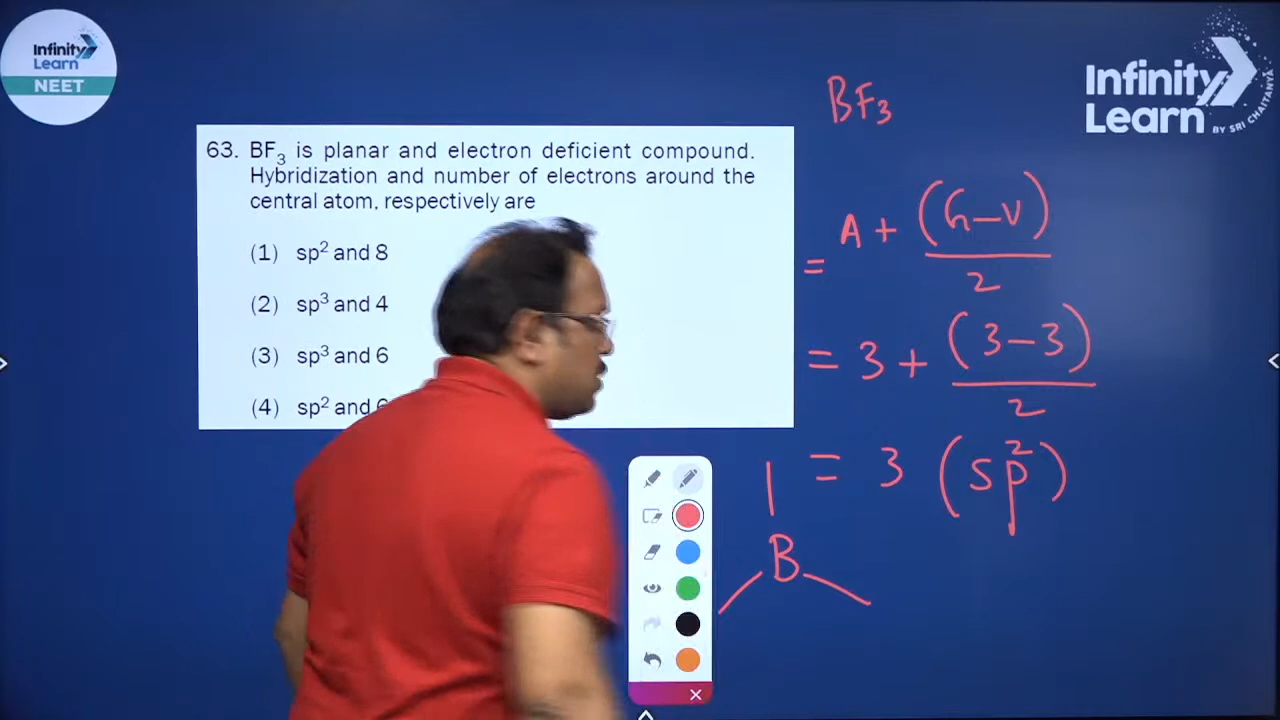 Infinity
Learn
NEET
Infinity
Learn
BY SRI CHAITANYA
63. BF₃ is planar and electron deficient compound.
Hybridization and number of electrons around the
central atom, respectively are
(1) sp² and 8
(2) sp³ and 4
(3) sp³ and 6
(4) sp² and 6
BF₃
= A + (G-V)/2
= 3 + (3-3)/2
= 3 (sp²)
B